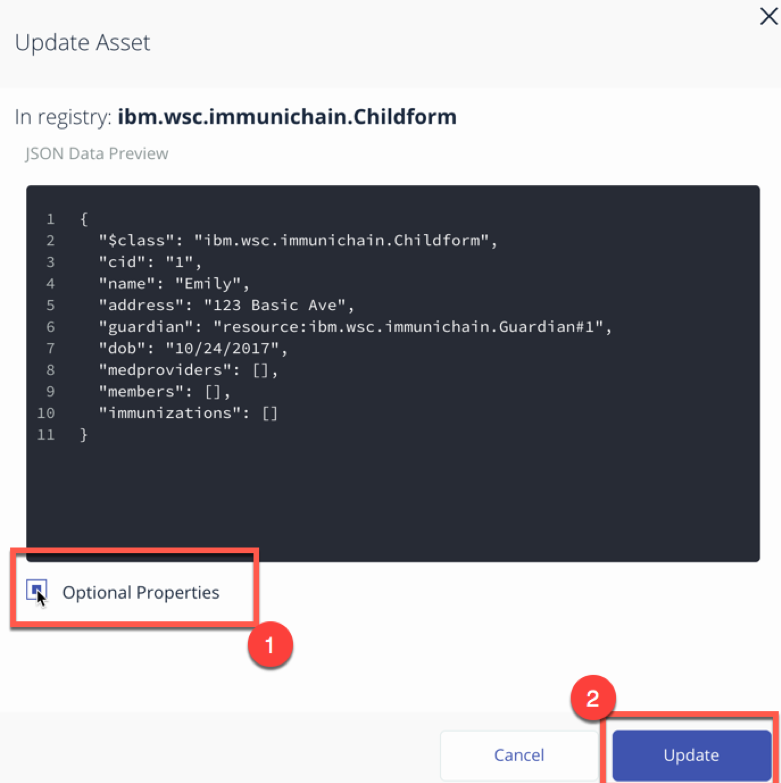 Update Asset
In registry: ibm.wsc.immunichain.Childform
JSON Data Preview
1 {
2 "$class": "ibm.wsc.immunichain.Childform",
3 "cid": "1",
4 "name": "Emily",
5 "address": "123 Basic Ave",
6 "guardian": "resource:ibm.wsc.immunichain.Guardian#1",
7 "dob": "10/24/2017",
8 "medproviders": [],
9 "members": [],
10 "immunizations": []
11 }
Optional Properties
1
2
Cancel
Update